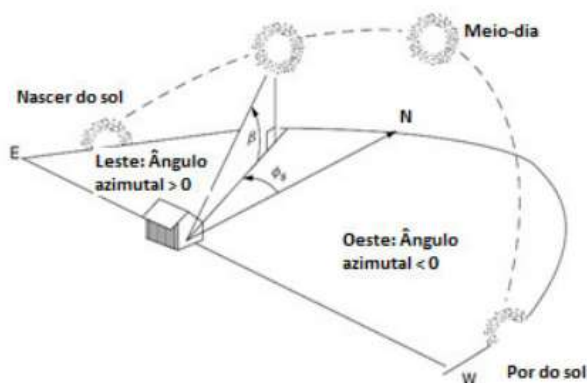 Meio-dia
Nascer do sol
N
E
β
Leste: Ângulo
azimutal > 0
ϕs
Oeste: Ângulo
azimutal < 0
W
Por do sol